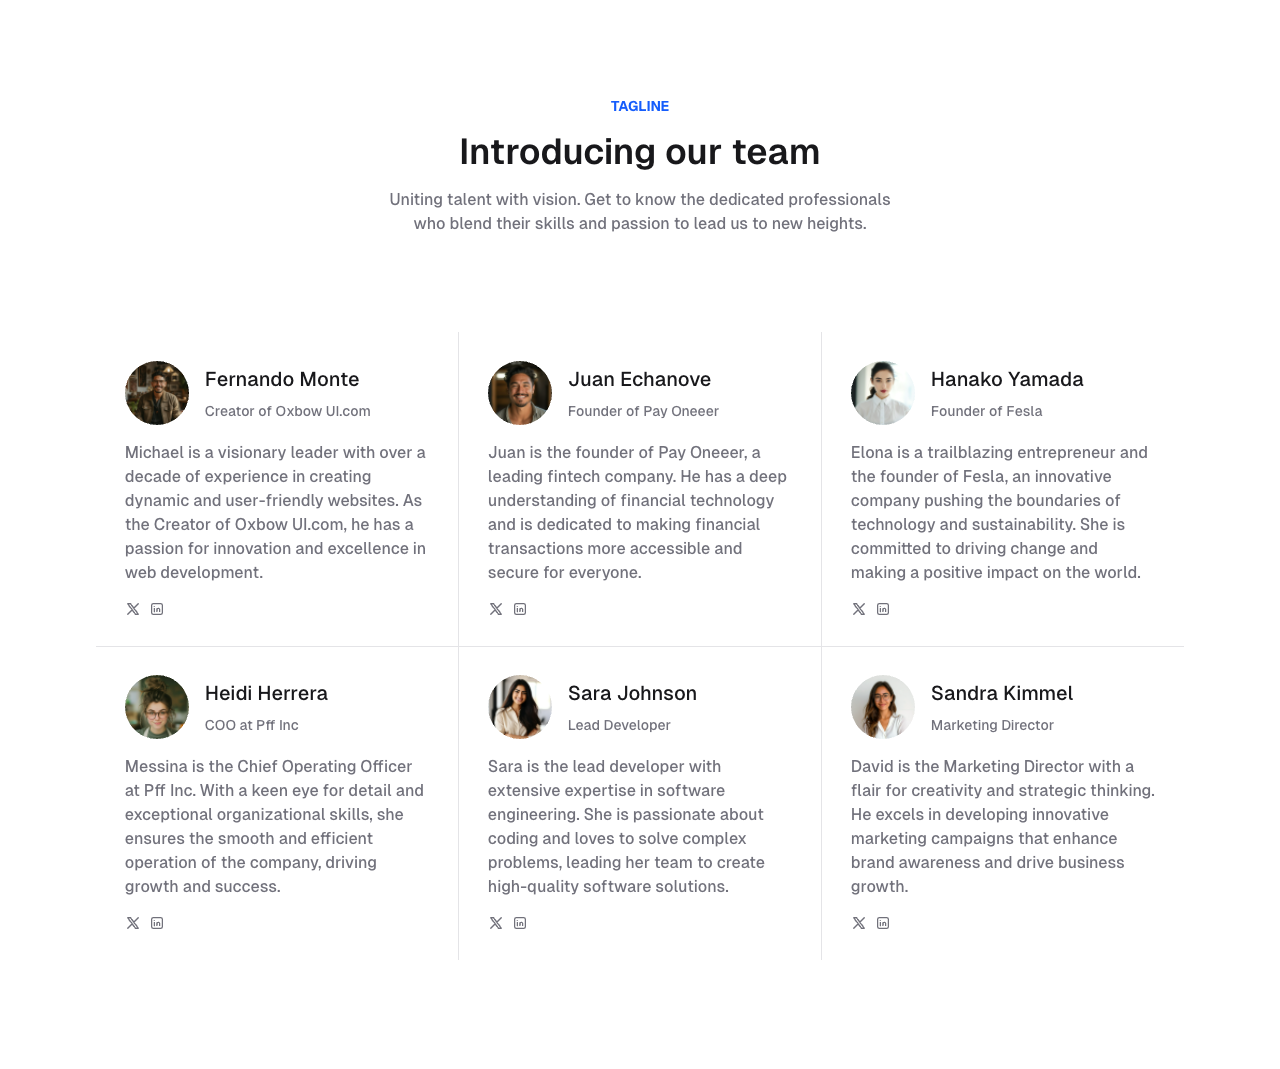 TAGLINE
Introducing our team
Uniting talent with vision. Get to know the dedicated professionals
who blend their skills and passion to lead us to new heights.
Fernando Monte
Creator of Oxbow UI.com
Michael is a visionary leader with over a
decade of experience in creating
dynamic and user-friendly websites. As
the Creator of Oxbow UI.com, he has a
passion for innovation and excellence in
web development.
Juan Echanove
Founder of Pay Oneeer
Juan is the founder of Pay Oneeer, a
leading fintech company. He has a deep
understanding of financial technology
and is dedicated to making financial
transactions more accessible and
secure for everyone.
Hanako Yamada
Founder of Fesla
Elona is a trailblazing entrepreneur and
the founder of Fesla, an innovative
company pushing the boundaries of
technology and sustainability. She is
committed to driving change and
making a positive impact on the world.
Heidi Herrera
COO at Pff Inc
Messina is the Chief Operating Officer
at Pff Inc. With a keen eye for detail and
exceptional organizational skills, she
ensures the smooth and efficient
operation of the company, driving
growth and success.
Sara Johnson
Lead Developer
Sara is the lead developer with
extensive expertise in software
engineering. She is passionate about
coding and loves to solve complex
problems, leading her team to create
high-quality software solutions.
Sandra Kimmel
Marketing Director
David is the Marketing Director with a
flair for creativity and strategic thinking.
He excels in developing innovative
marketing campaigns that enhance
brand awareness and drive business
growth.